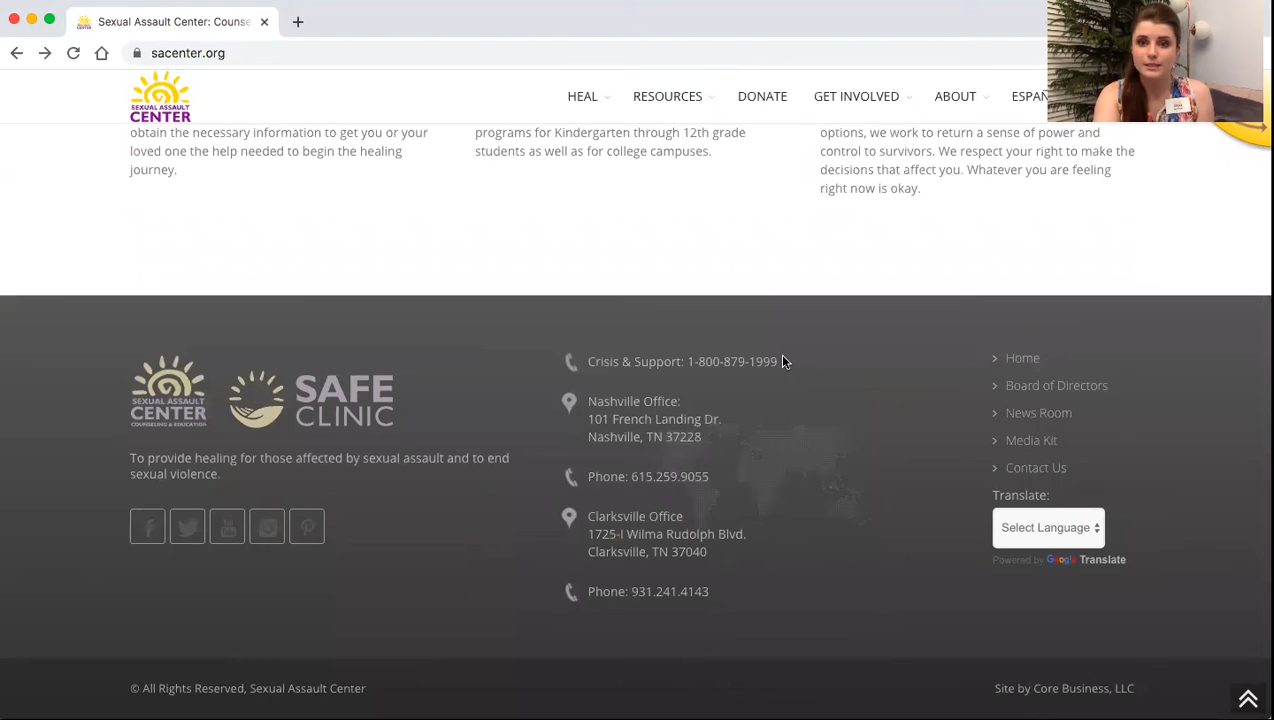 Sexual Assault Center: Counse
sacenter.org
SEXUAL ASSAULT
CENTER
HEAL RESOURCES DONATE GET INVOLVED ABOUT ESPAÑ
obtain the necessary information to get you or your
loved one the help needed to begin the healing
journey.
programs for Kindergarten through 12th grade
students as well as for college campuses.
options, we work to return a sense of power and
control to survivors. We respect your right to make the
decisions that affect you. Whatever you are feeling
right now is okay.
SEXUAL ASSAULT
CENTER
COUNSELING & EDUCATION
SAFE
CLINIC
To provide healing for those affected by sexual assault and to end
sexual violence.
Crisis & Support: 1-800-879-1999
Nashville Office:
101 French Landing Dr.
Nashville, TN 37228
Phone: 615.259.9055
Clarksville Office
1725-I Wilma Rudolph Blvd.
Clarksville, TN 37040
Phone: 931.241.4143
Home
Board of Directors
News Room
Media Kit
Contact Us
Translate:
Select Language
Powered by Google Translate
© All Rights Reserved, Sexual Assault Center
Site by Core Business, LLC